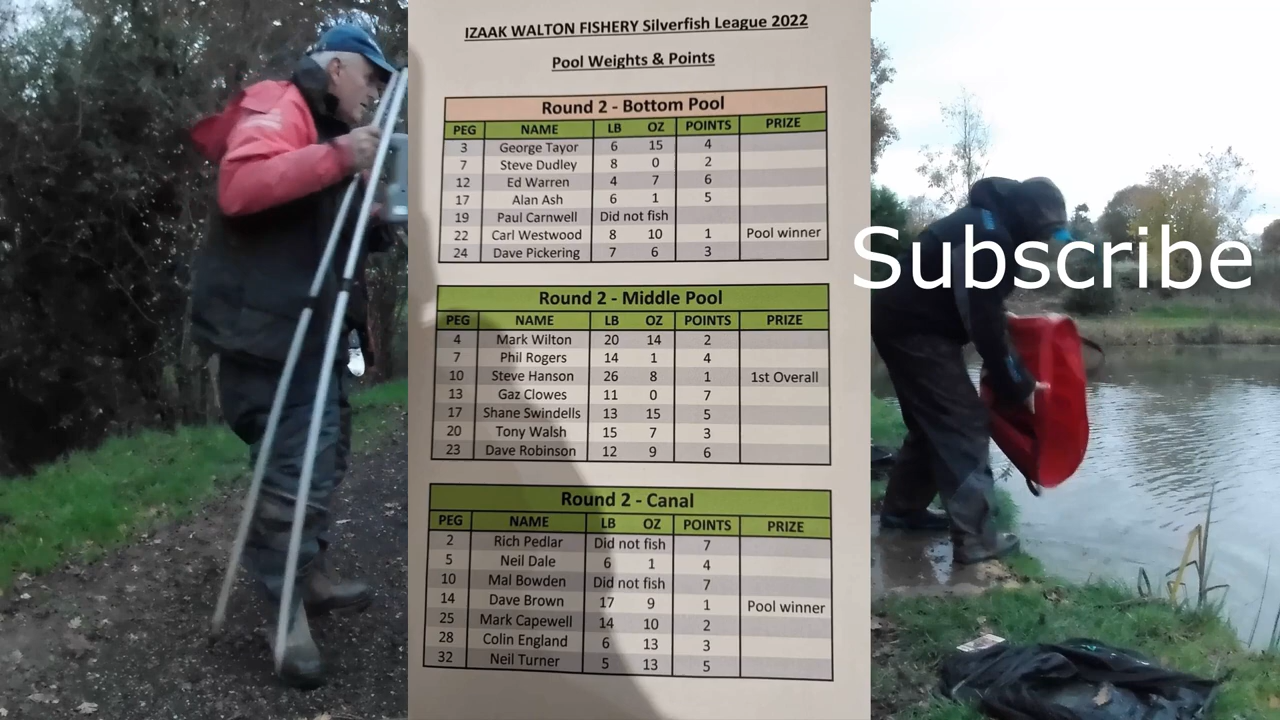 IZAAK WALTON FISHERY Silverfish League 2022
Pool Weights & Points
Round 2 - Bottom Pool
PEG NAME LB OZ POINTS PRIZE
3 George Tayor 6 15 4
7 Steve Dudley 8 0 2
12 Ed Warren 4 7 6
17 Alan Ash 6 1 5
19 Paul Carnwell Did not fish
22 Carl Westwood 8 10 1 Pool winner
24 Dave Pickering 7 6 3
Round 2 - Middle Pool
PEG NAME LB OZ POINTS PRIZE
4 Mark Wilton 20 14 2
7 Phil Rogers 14 1 4
10 Steve Hanson 26 8 1 1st Overall
13 Gaz Clowes 11 0 7
17 Shane Swindells 13 15 5
20 Tony Walsh 15 7 3
23 Dave Robinson 12 9 6
Round 2 - Canal
PEG NAME LB OZ POINTS PRIZE
2 Rich Pedlar Did not fish 7
5 Neil Dale 6 1 4
10 Mal Bowden Did not fish 7
14 Dave Brown 17 9 1 Pool winner
25 Mark Capewell 14 10 2
28 Colin England 6 13 3
32 Neil Turner 5 13 5
Subscribe